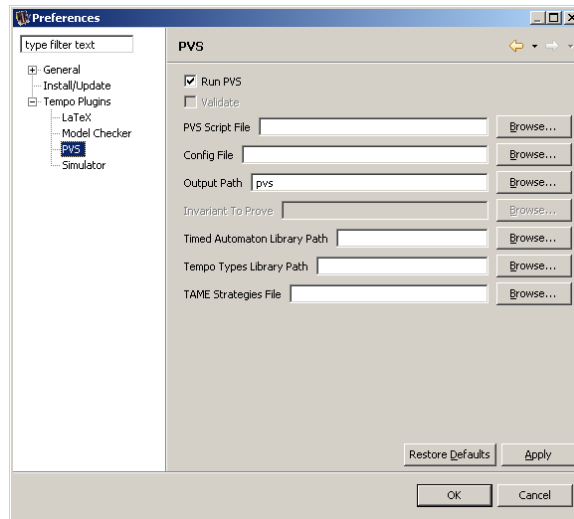 Preferences
type filter text
General
Install/Update
Tempo Plugins
LaTeX
Model Checker
PVS
Simulator
PVS
Run PVS
Validate
PVS Script File Browse...
Config File Browse...
Output Path pvs Browse...
Invariant To Prove Browse...
Timed Automaton Library Path Browse...
Tempo Types Library Path Browse...
TAME Strategies File Browse...
Restore Defaults Apply
OK Cancel